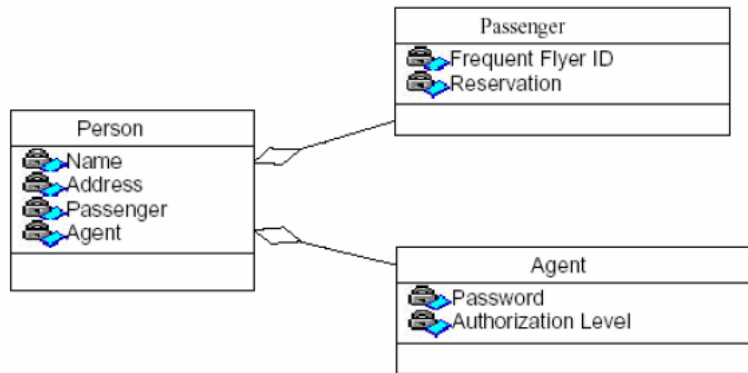 Passenger
Frequent Flyer ID
Reservation
Person
Name
Address
Passenger
Agent
Agent
Password
Authorization Level